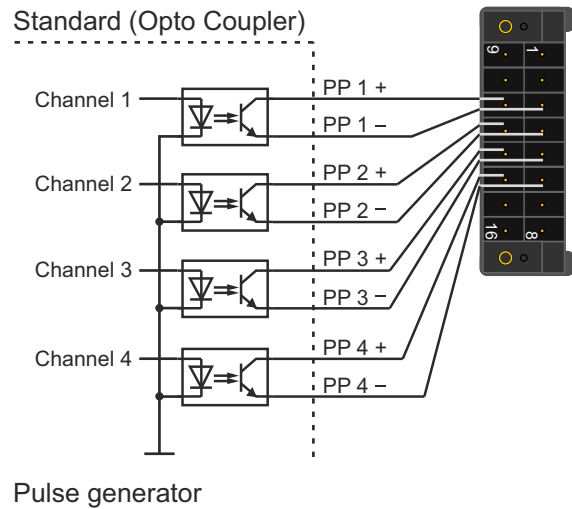 Standard (Opto Coupler)
9 1
Channel 1
PP 1 +
PP 1 –
Channel 2
PP 2 +
PP 2 –
16 8
Channel 3
PP 3 +
PP 3 –
Channel 4
PP 4 +
PP 4 –
Pulse generator